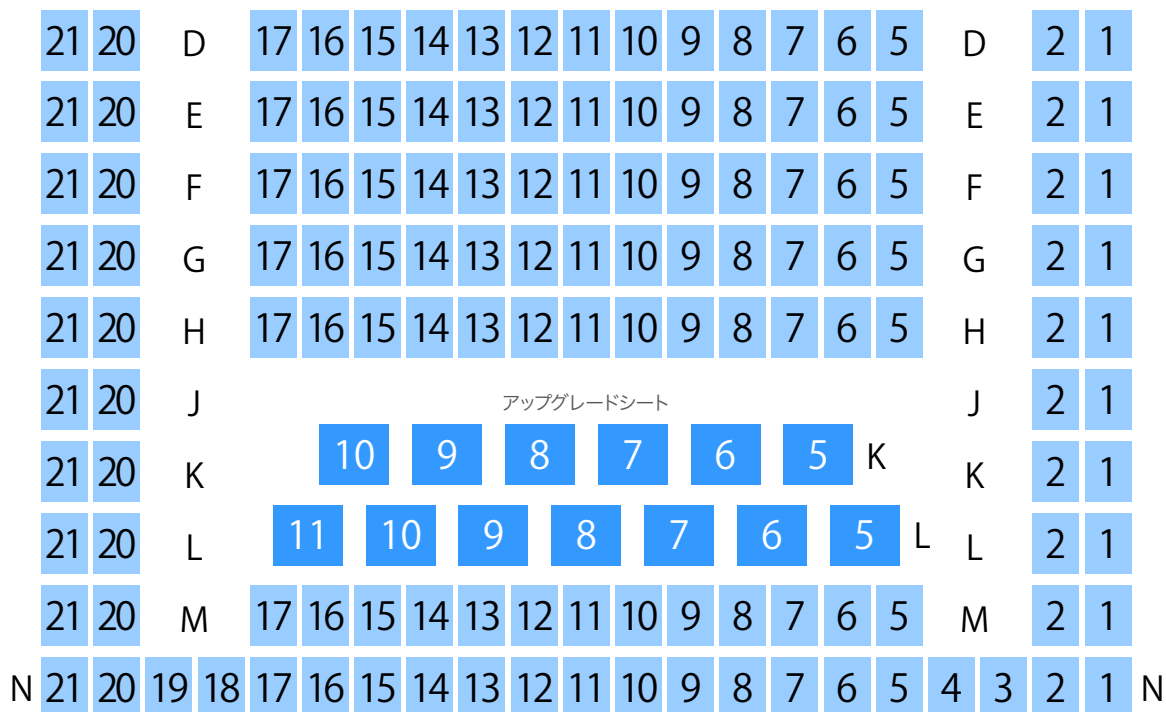 21 20 D 17 16 15 14 13 12 11 10 9 8 7 6 5 D 2 1
21 20 E 17 16 15 14 13 12 11 10 9 8 7 6 5 E 2 1
21 20 F 17 16 15 14 13 12 11 10 9 8 7 6 5 F 2 1
21 20 G 17 16 15 14 13 12 11 10 9 8 7 6 5 G 2 1
21 20 H 17 16 15 14 13 12 11 10 9 8 7 6 5 H 2 1
21 20 J アップグレードシート J 2 1
10 9 8 7 6 5 K
21 20 K K 2 1
11 10 9 8 7 6 5 L
21 20 L L 2 1
21 20 M 17 16 15 14 13 12 11 10 9 8 7 6 5 M 2 1
N 21 20 19 18 17 16 15 14 13 12 11 10 9 8 7 6 5 4 3 2 1 N